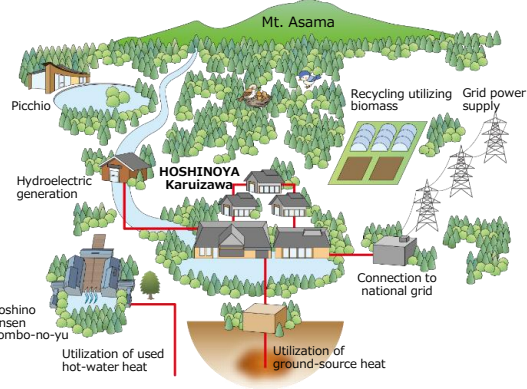 Mt. Asama
Picchio
Recycling utilizing
biomass
Grid power
supply
Hydroelectric
generation
HOSHINOYA
Karuizawa
Connection to
national grid
oshino
nsen
ombo-no-yu
Utilization of used
hot-water heat
Utilization of
ground-source heat